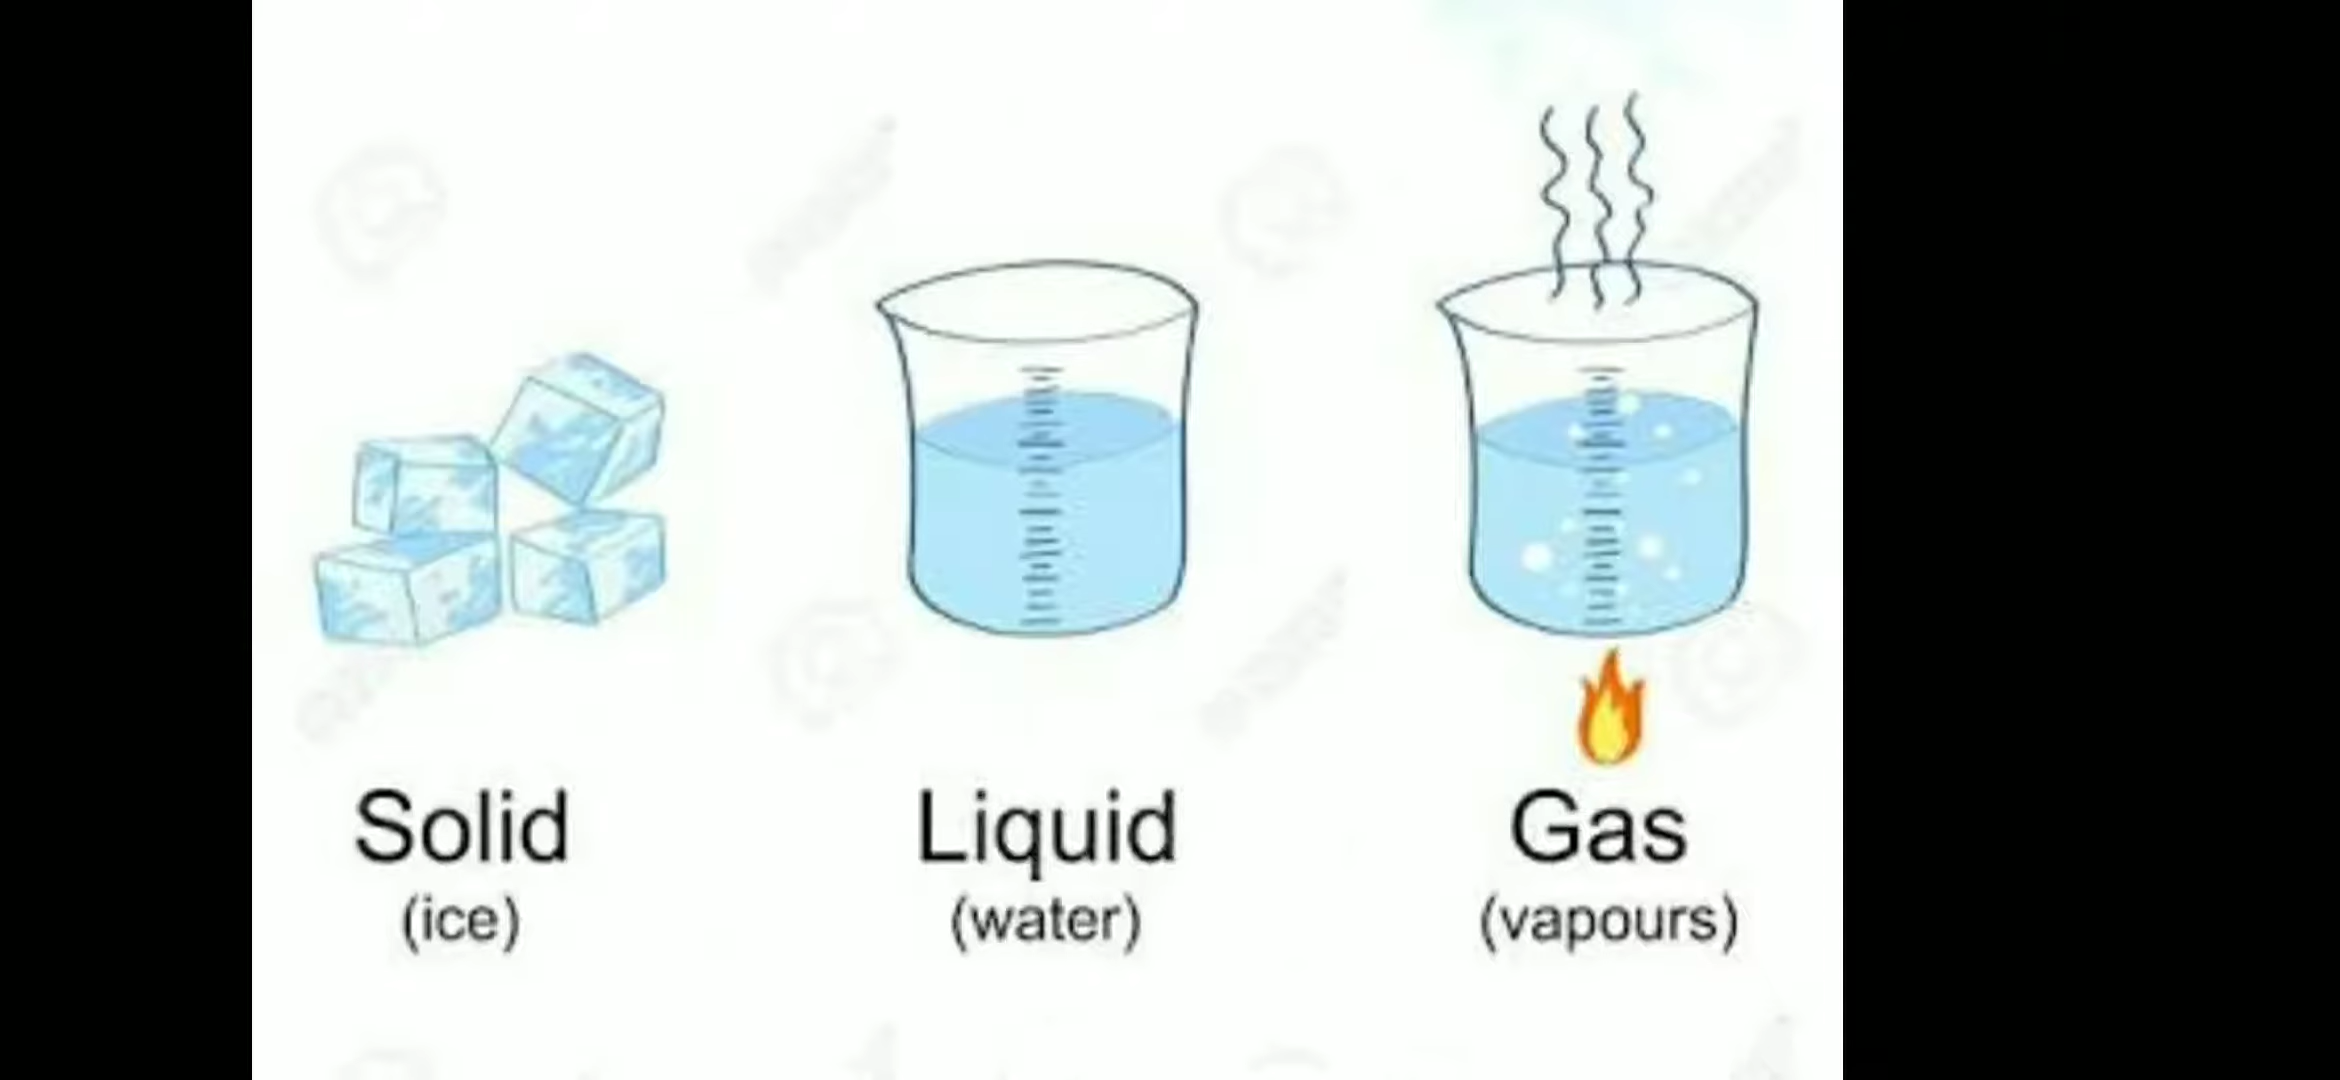 Solid
(ice)
Liquid
(water)
Gas
(vapours)